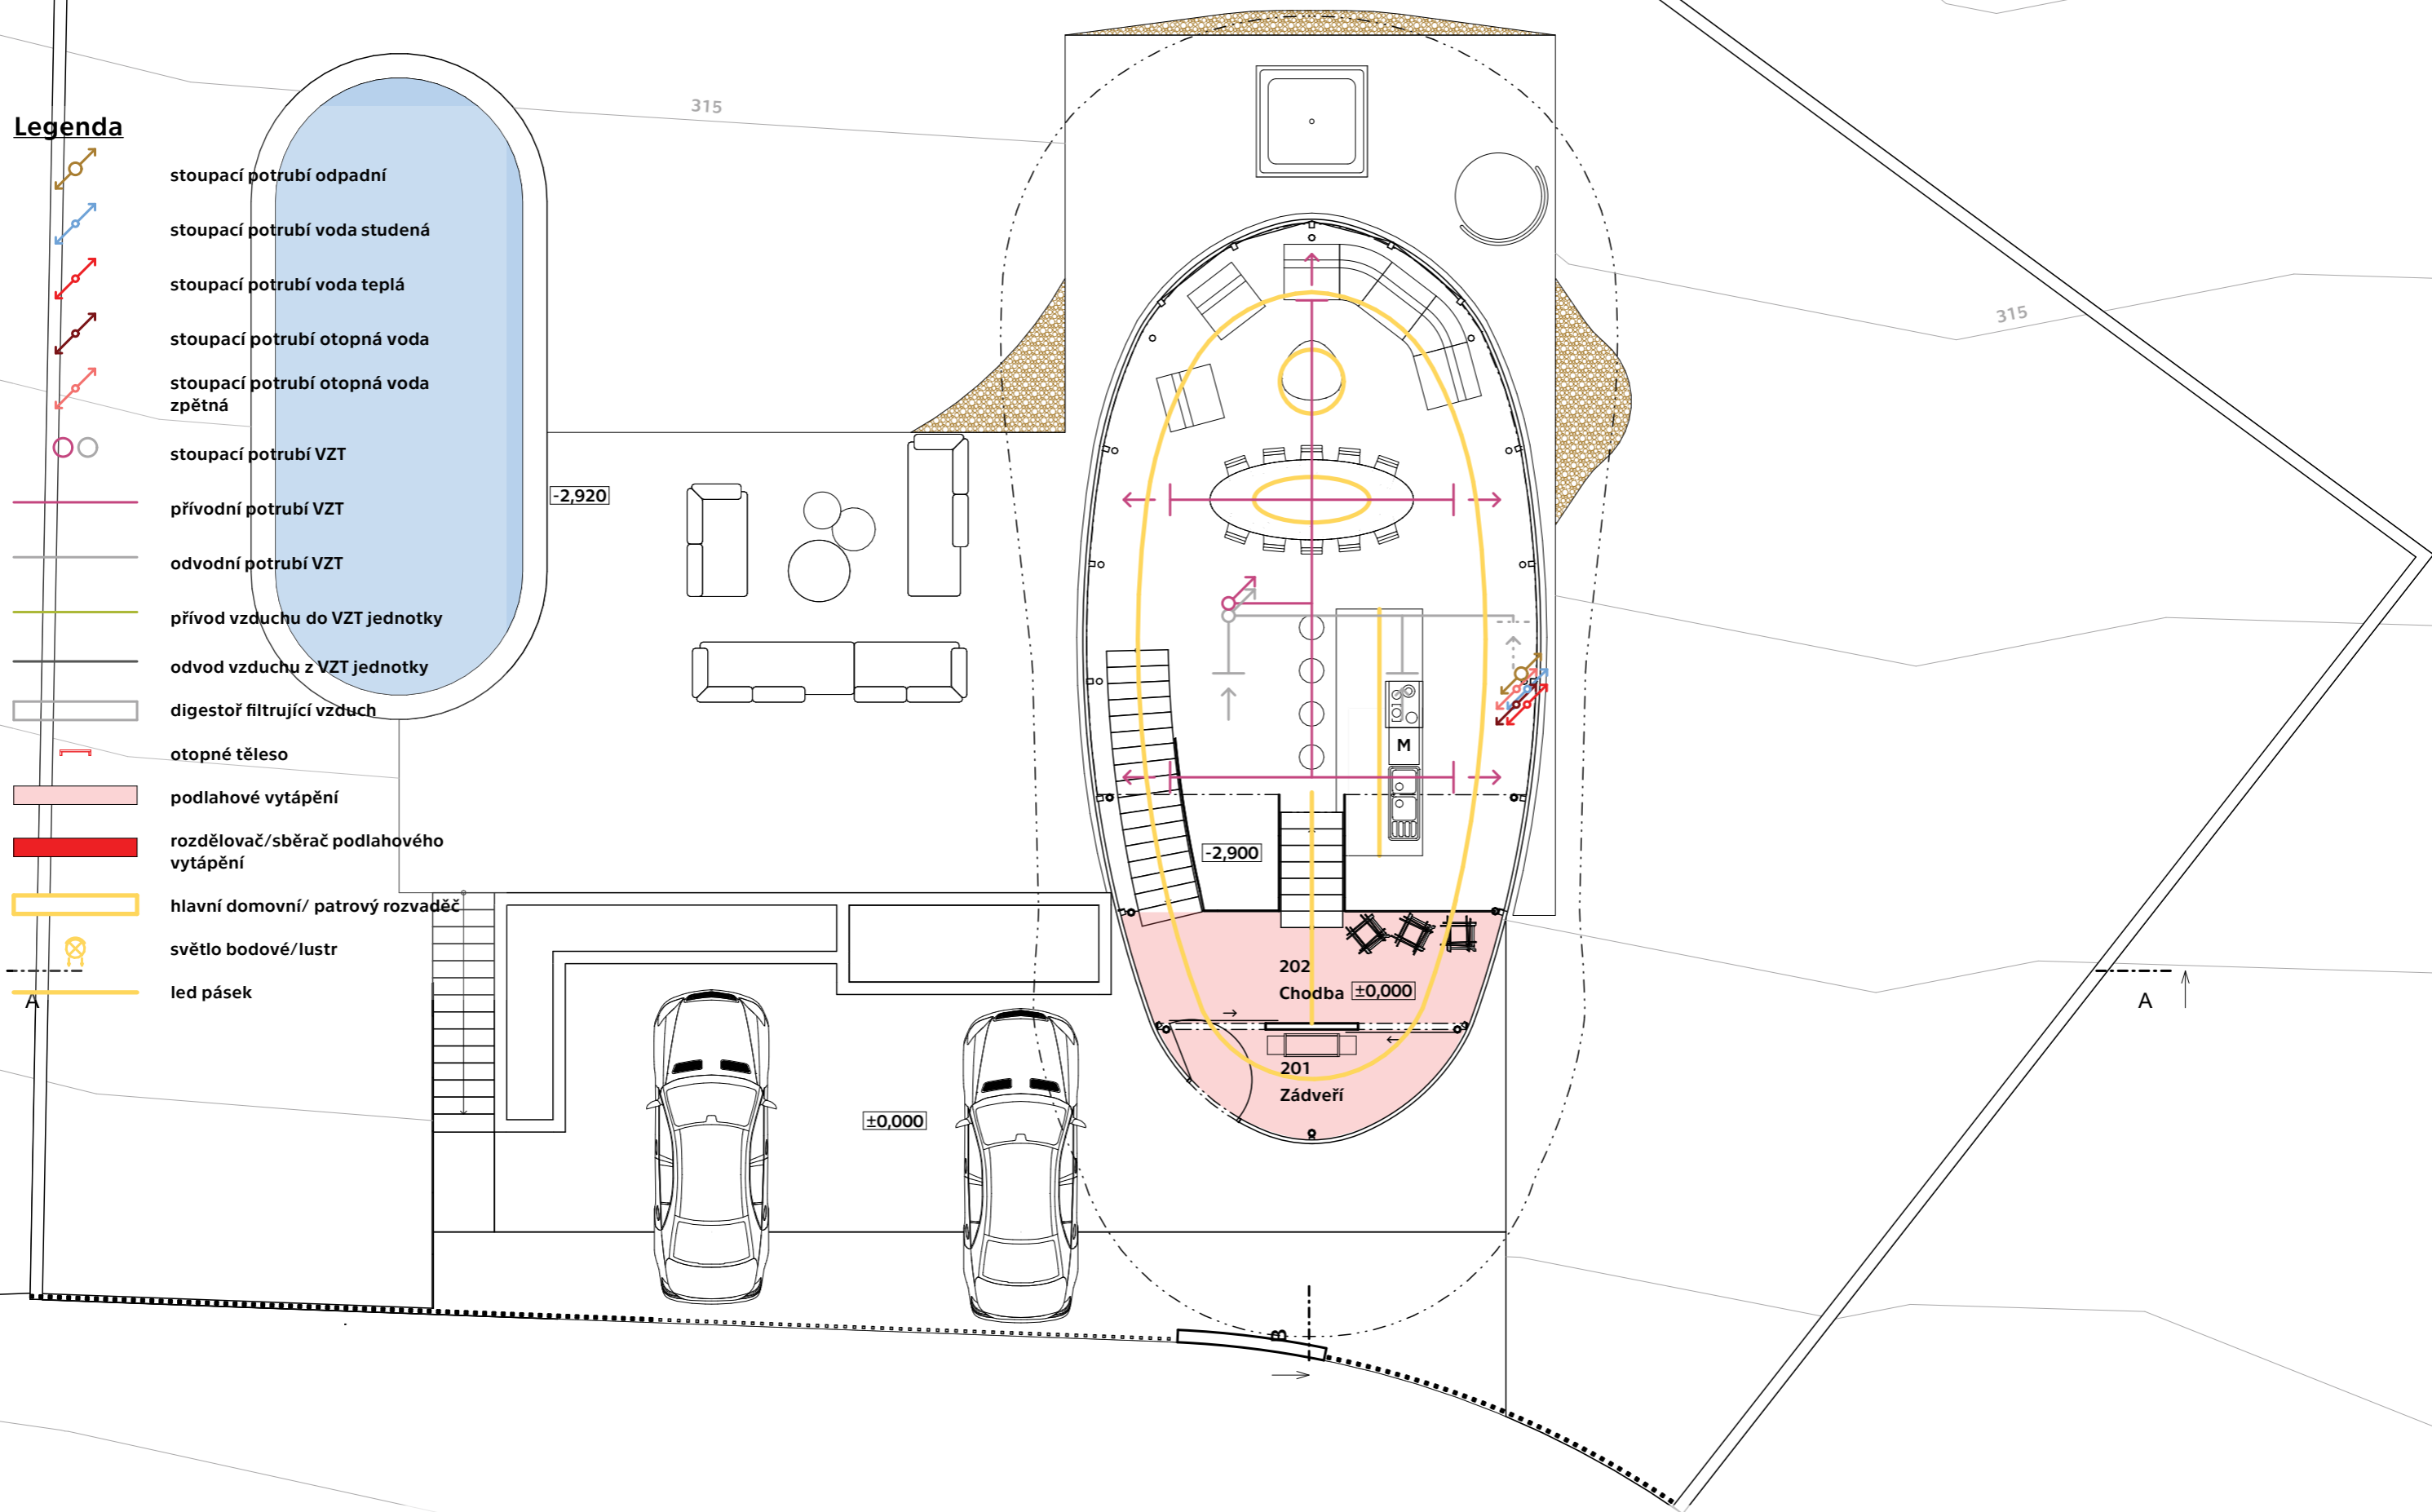 315
Legenda
stoupací potrubí odpadní
stoupací potrubí voda studená
stoupací potrubí voda teplá
315
stoupací potrubí otopná voda
stoupací potrubí otopná voda
zpětná
stoupací potrubí VZT
-2,920
přívodní potrubí VZT
odvodní potrubí VZT
přívod vzduchu do VZT jednotky
odvod vzduchu z VZT jednotky
digestoř filtrující vzduch
M
otopné těleso
podlahové vytápění
rozdělovač/sběrač podlahového
vytápění
-2,900
hlavní domovní/ patrový rozvaděč
světlo bodové/lustr
202
Chodba ±0,000
led pásek
A
A
201
Zádveří
±0,000
B